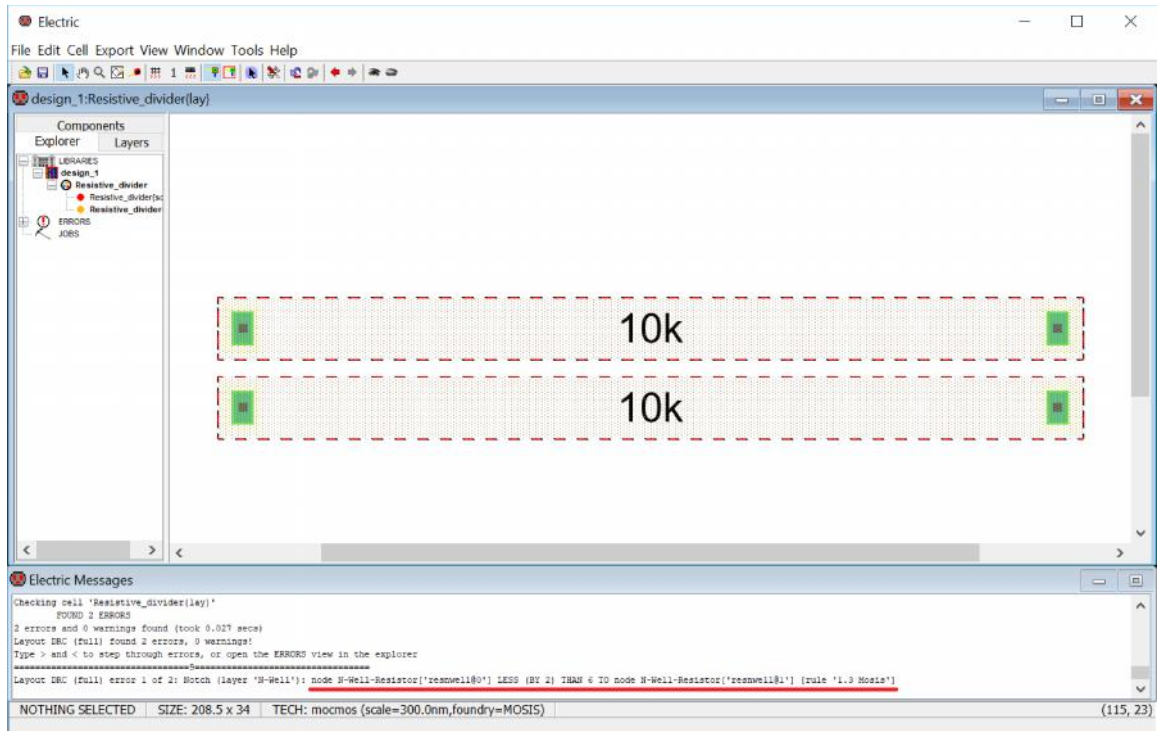 Electric
File Edit Cell Export View Window Tools Help
1
design_1:Resistive_divider{lay}
Components
Explorer Layers
LIBRARIES
design_1
Resistive_divider
Resistive_divider{sc
Resistive_divider
ERRORS
JOBS
10k
10k
Electric Messages
Checking cell 'Resistive_divider{lay}'
FOUND 2 ERRORS
2 errors and 0 warnings found (took 0.027 secs)
Layout DRC (full) found 2 errors, 0 warnings!
Type > and < to step through errors, or open the ERRORS view in the explorer
=================================9=================================
Layout DRC (full) error 1 of 2: Notch (layer 'N-Well'): node N-Well-Resistor['resnwell@0'] LESS (BY 2) THAN 6 TO node N-Well-Resistor['resnwell@1'] [rule '1.3 Mosis']
NOTHING SELECTED SIZE: 208.5 x 34 TECH: mocmos (scale=300.0nm,foundry=MOSIS) (115, 23)